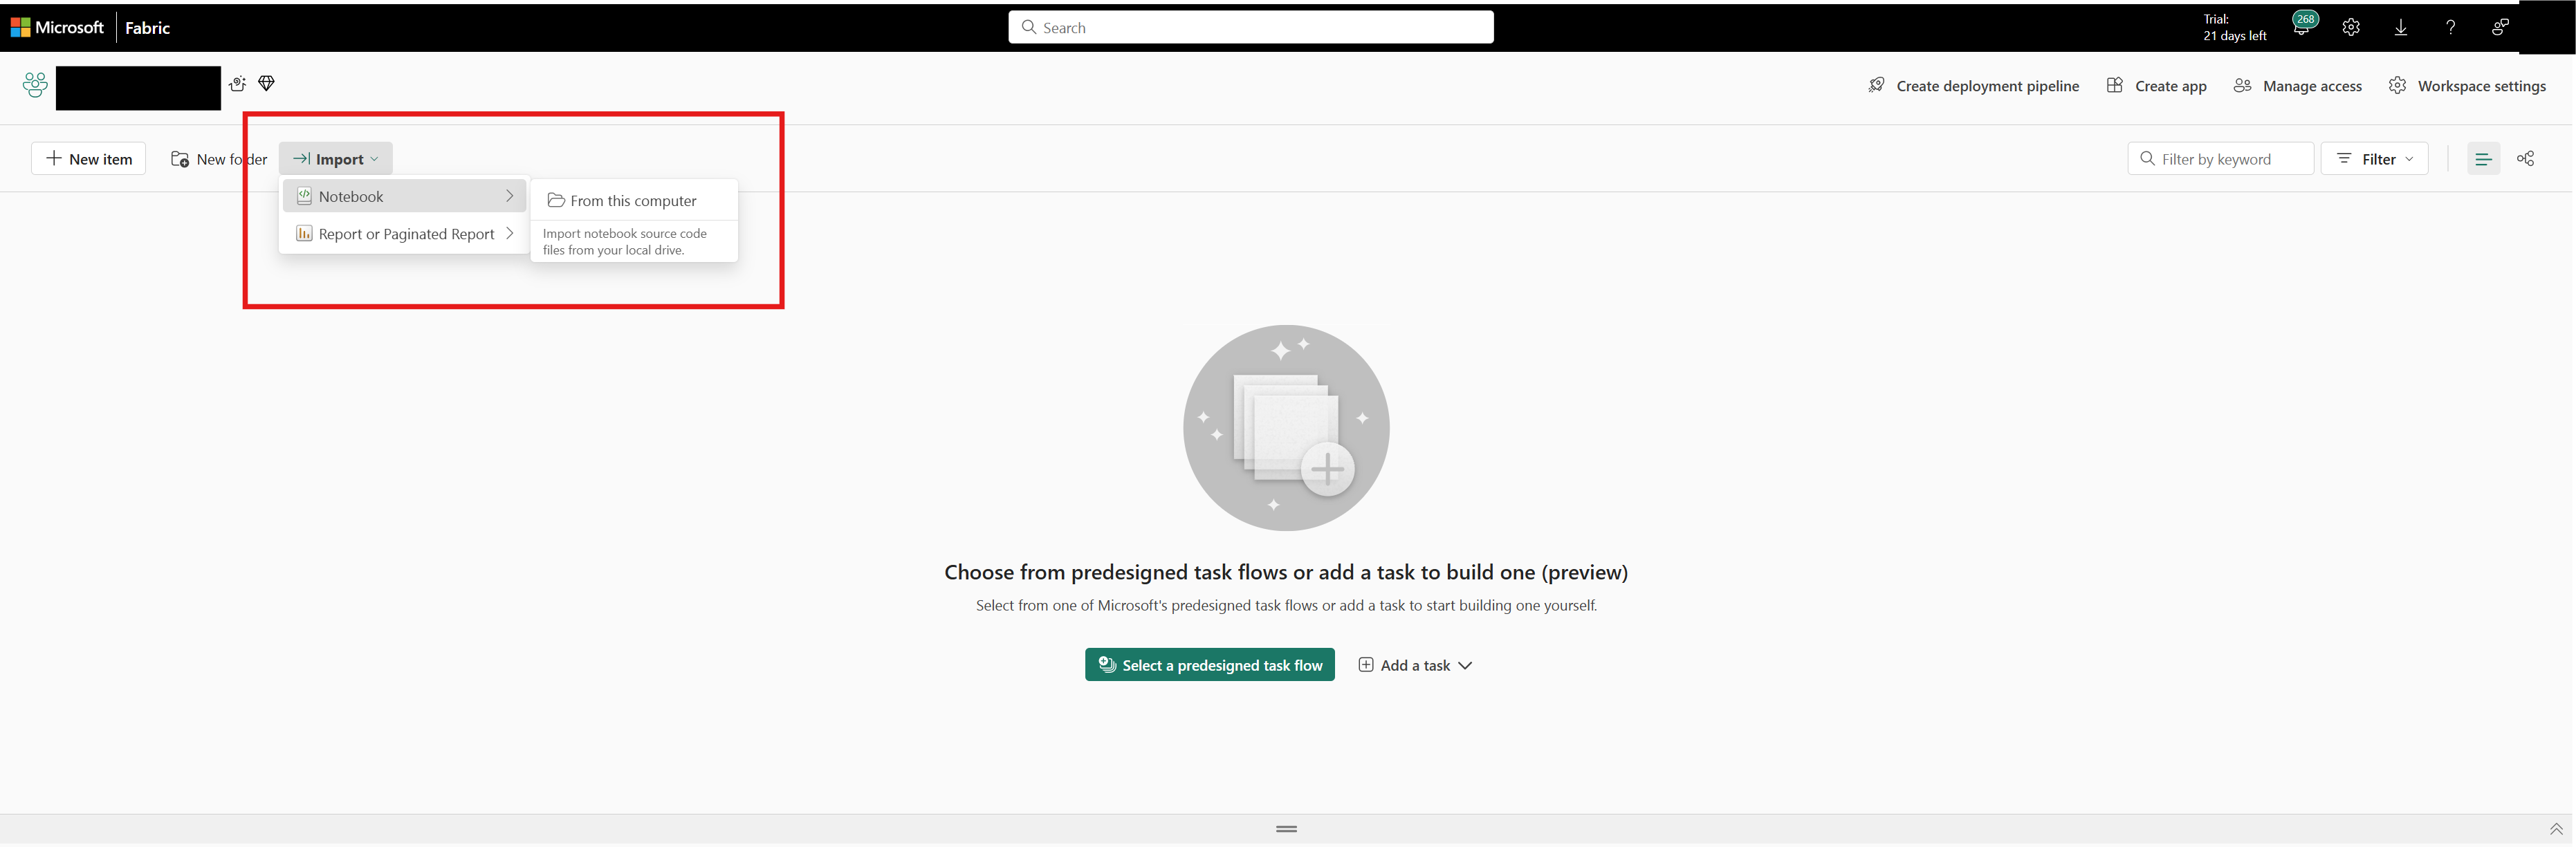 Microsoft Fabric
Search
Trial:
21 days left
268
Create deployment pipeline
Create app
Manage access
Workspace settings
New item
New folder
Import
Filter by keyword
Filter
Notebook
Report or Paginated Report
From this computer
Import notebook source code
files from your local drive.
Choose from predesigned task flows or add a task to build one (preview)
Select from one of Microsoft's predesigned task flows or add a task to start building one yourself.
Select a predesigned task flow
Add a task